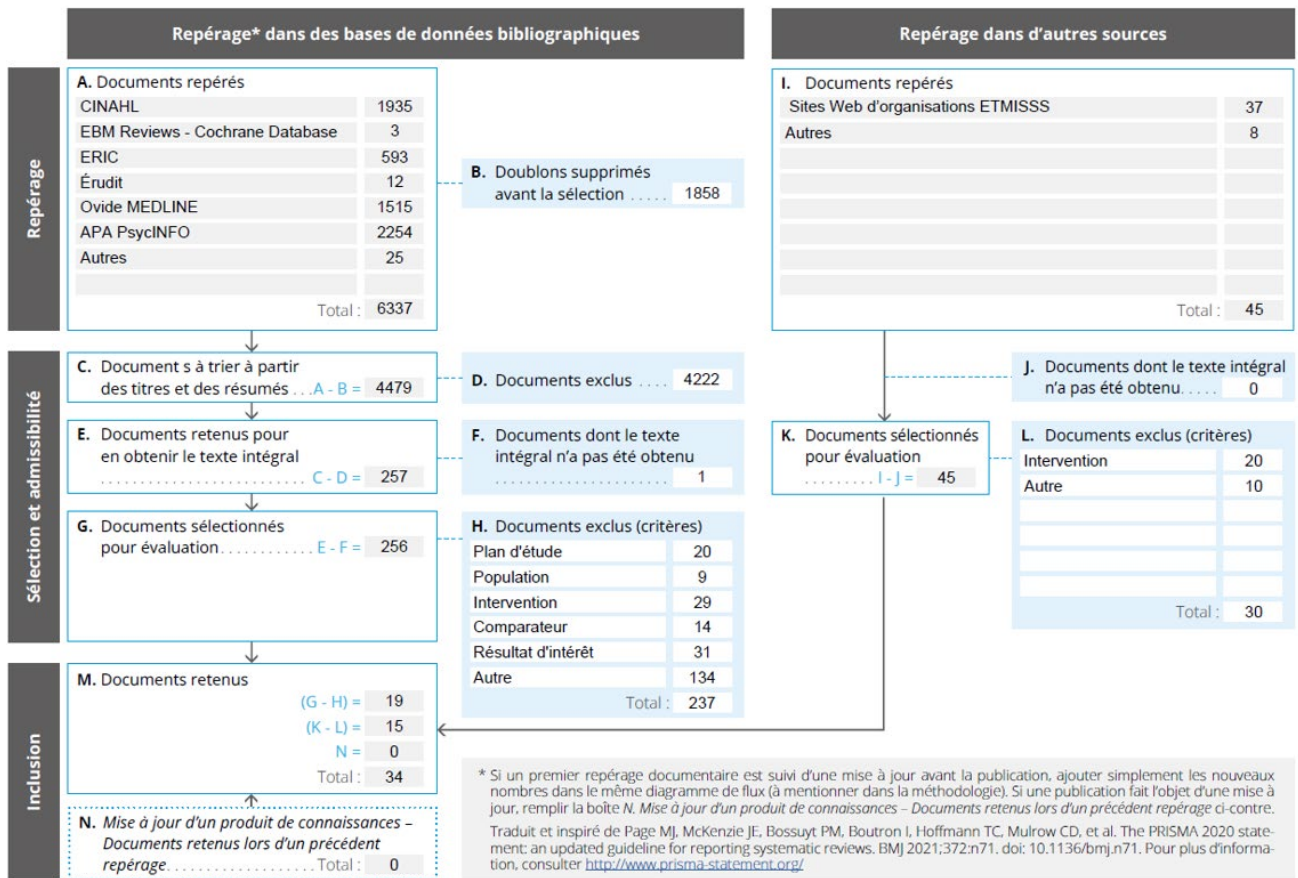 Repérage* dans des bases de données bibliographiques
Repérage dans d'autres sources
Repérage
A. Documents repérés
CINAHL 1935
EBM Reviews - Cochrane Database 3
ERIC 593
Érudit 12
Ovide MEDLINE 1515
APA PsycINFO 2254
Autres 25
Total : 6337
B. Doublons supprimés
avant la sélection ..... 1858
I. Documents repérés
Sites Web d'organisations ETMISSS 37
Autres 8
Total : 45
Sélection et admissibilité
C. Document s à trier à partir
des titres et des résumés ...A - B = 4479
D. Documents exclus .... 4222
E. Documents retenus pour
en obtenir le texte intégral
.......................... C - D = 257
F. Documents dont le texte
intégral n'a pas été obtenu
...................... 1
G. Documents sélectionnés
pour évaluation............ E - F = 256
H. Documents exclus (critères)
Plan d'étude 20
Population 9
Intervention 29
Comparateur 14
Résultat d'intérêt 31
Autre 134
Total : 237
J. Documents dont le texte intégral
n'a pas été obtenu..... 0
K. Documents sélectionnés
pour évaluation
......... I - J = 45
L. Documents exclus (critères)
Intervention 20
Autre 10
Total : 30
Inclusion
M. Documents retenus
(G - H) = 19
(K - L) = 15
N = 0
Total : 34
N. Mise à jour d'un produit de connaissances –
Documents retenus lors d'un précédent
repérage................. Total : 0
* Si un premier repérage documentaire est suivi d'une mise à jour avant la publication, ajouter simplement les nouveaux
nombres dans le même diagramme de flux (à mentionner dans la méthodologie). Si une publication fait l'objet d'une mise à
jour, remplir la boîte N. Mise à jour d'un produit de connaissances – Documents retenus lors d'un précédent repérage ci-contre.
Traduit et inspiré de Page MJ, McKenzie JE, Bossuyt PM, Boutron I, Hoffmann TC, Mulrow CD, et al. The PRISMA 2020 state-
ment: an updated guideline for reporting systematic reviews. BMJ 2021;372:n71. doi: 10.1136/bmj.n71. Pour plus d'informa-
tion, consulter http://www.prisma-statement.org/